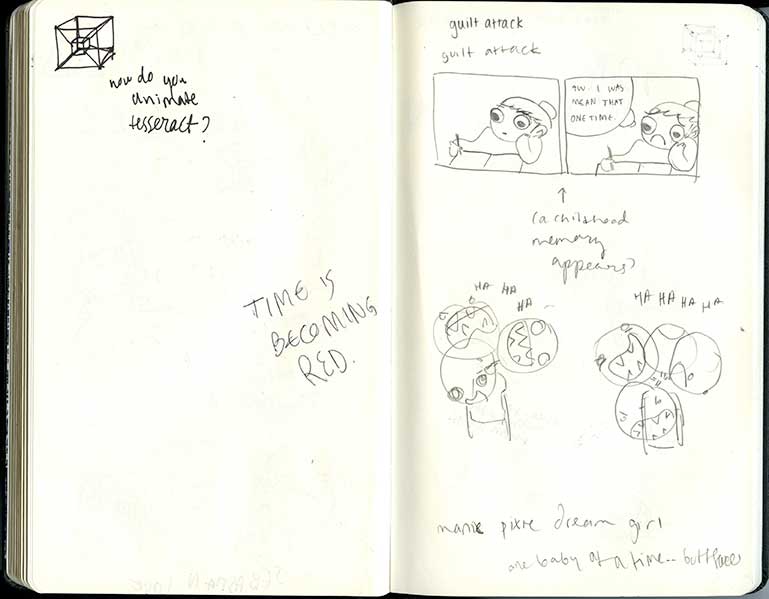 how do you
animate
tesseract?
TIME IS
BECOMING
RED.
guilt attack
guilt attack
AW. I WAS
MEAN THAT
ONE TIME.
(a childhood
memory
appears)
HA HA
HA
HA HA HA HA
manic pixie dream girl
one baby at a time.. buttface